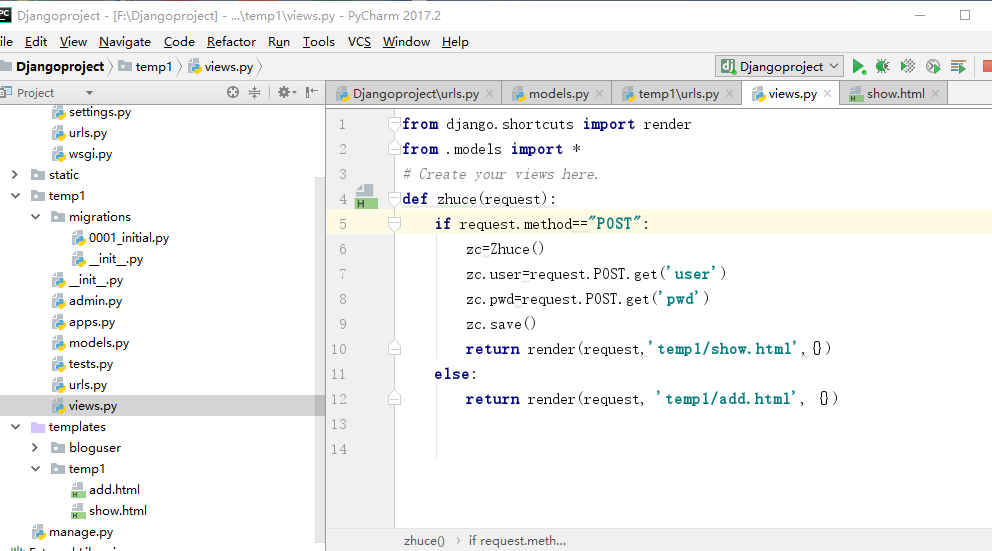 PC Djangoproject - [F:\Djangoproject] - ...\temp1\views.py - PyCharm 2017.2
ile Edit View Navigate Code Refactor Run Tools VCS Window Help
Djangoproject temp1 views.py Djangoproject
Project
Djangoproject\urls.py models.py temp1\urls.py views.py show.html
settings.py
urls.py
wsgi.py
static
temp1
migrations
0001_initial.py
__init__.py
__init__.py
admin.py
apps.py
models.py
tests.py
urls.py
views.py
templates
bloguser
temp1
add.html
show.html
manage.py
1 from django.shortcuts import render
2 from .models import *
3 # Create your views here.
4 def zhuce(request):
5 if request.method=="POST":
6 zc=Zhuce()
7 zc.user=request.POST.get('user')
8 zc.pwd=request.POST.get('pwd')
9 zc.save()
10 return render(request,'temp1/show.html',{})
11 else:
12 return render(request, 'temp1/add.html', {})
13
14
zhuce() if request.meth...